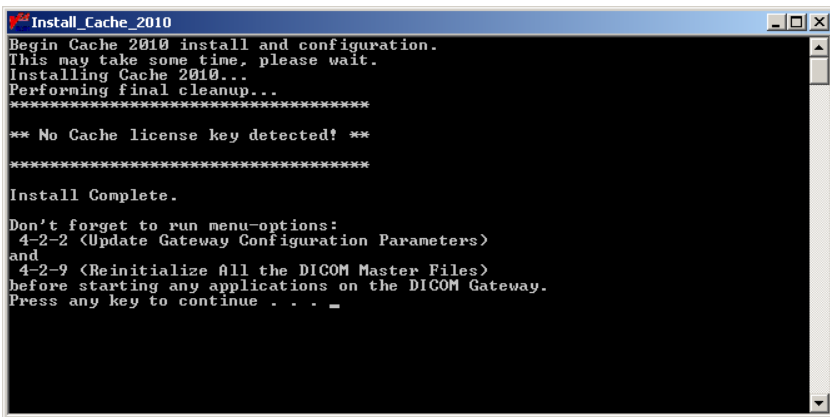 Install_Cache_2010
Begin Cache 2010 install and configuration.
This may take some time, please wait.
Installing Cache 2010...
Performing final cleanup...
***********************************
** No Cache license key detected! **
***********************************
Install Complete.
Don't forget to run menu-options:
4-2-2 (Update Gateway Configuration Parameters)
and
4-2-9 (Reinitialize All the DICOM Master Files)
before starting any applications on the DICOM Gateway.
Press any key to continue . . . _